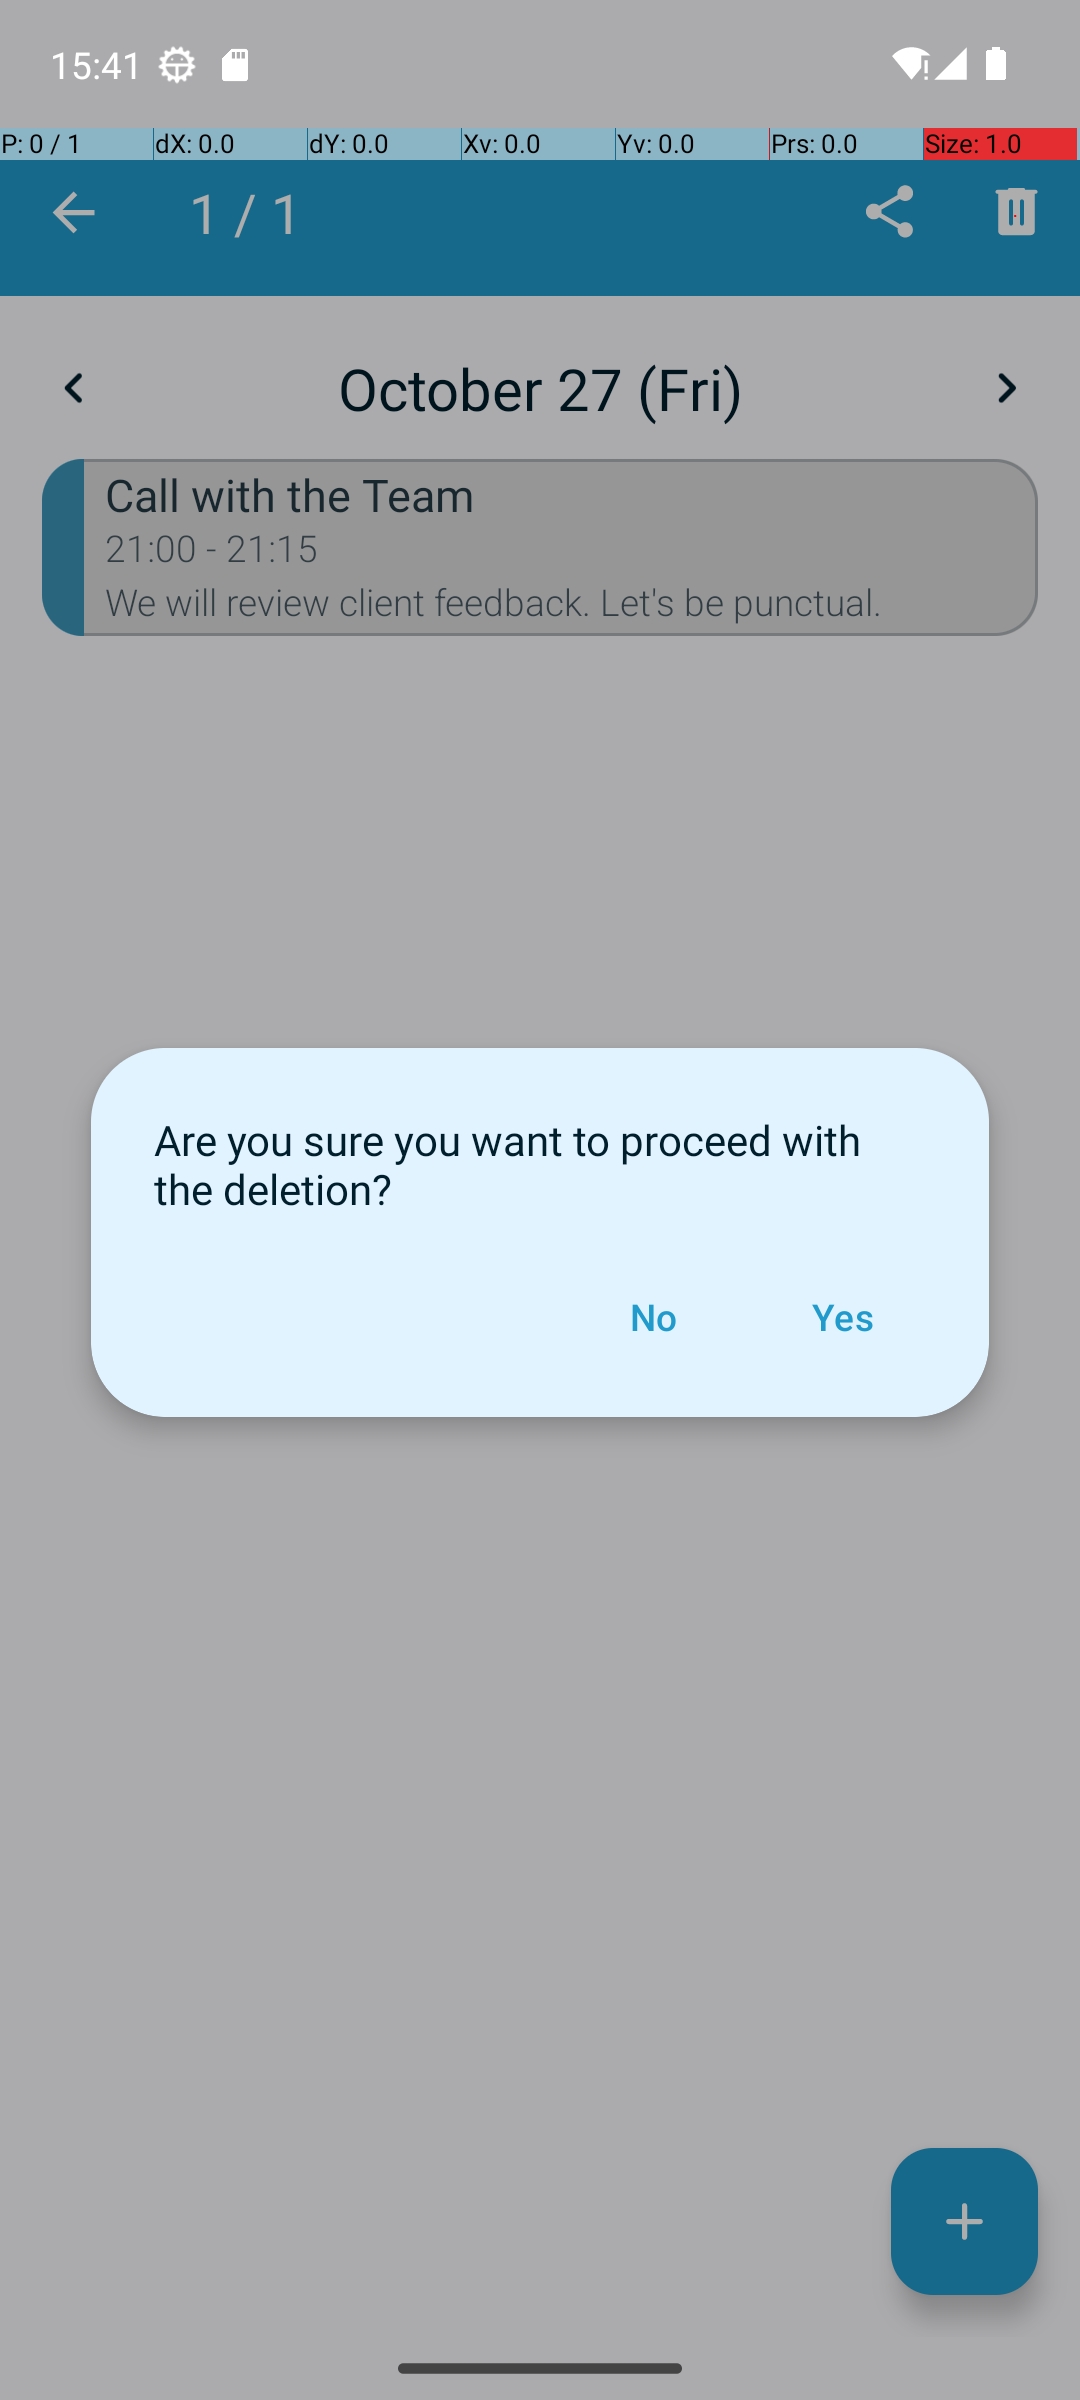 15:41
P: 0 / 1 dX: 0.0 dY: 0.0 Xv: 0.0 Yv: 0.0 Prs: 0.0 Size: 1.0
1 / 1
October 27 (Fri)
Call with the Team
21:00 - 21:15
We will review client feedback. Let's be punctual.
Are you sure you want to proceed with
the deletion?
No Yes